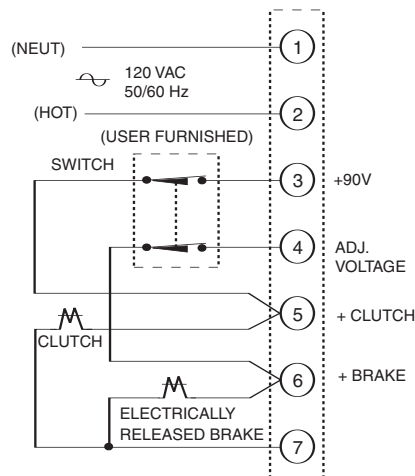 (NEUT)
1
120 VAC
50/60 Hz
(HOT)
2
(USER FURNISHED)
SWITCH
3
+90V
4
ADJ.
VOLTAGE
5
+ CLUTCH
CLUTCH
6
+ BRAKE
ELECTRICALLY
RELEASED BRAKE
7